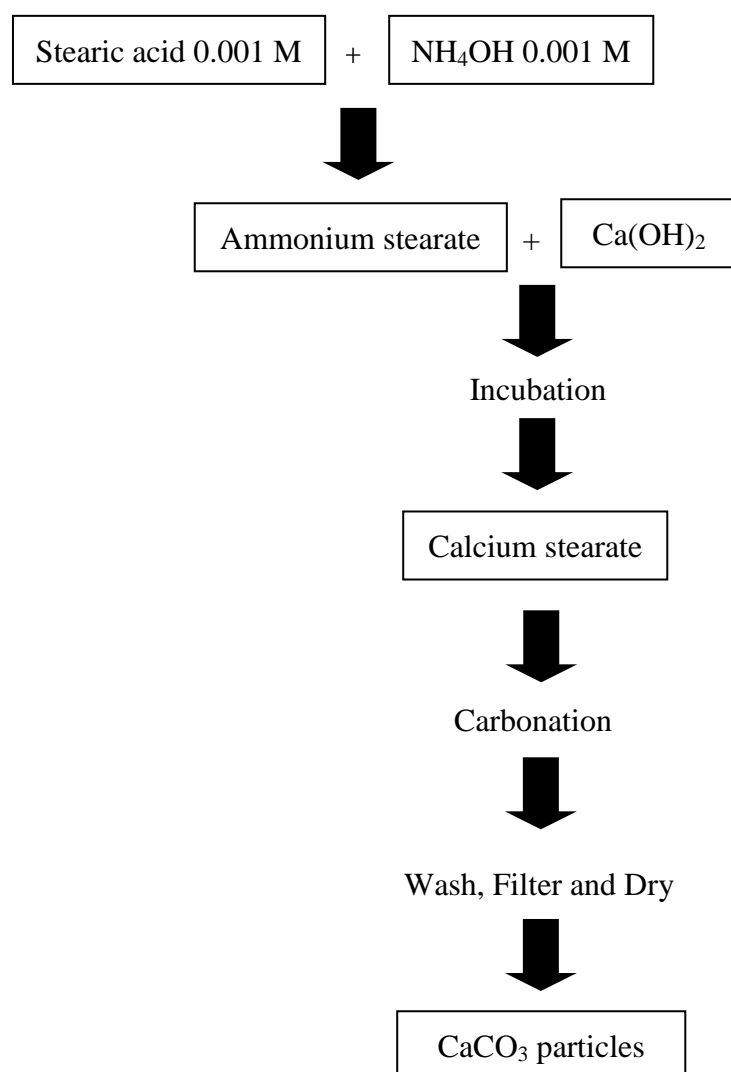 Stearic acid 0.001 M + NH₄OH 0.001 M
Ammonium stearate + Ca(OH)₂
Incubation
Calcium stearate
Carbonation
Wash, Filter and Dry
CaCO₃ particles